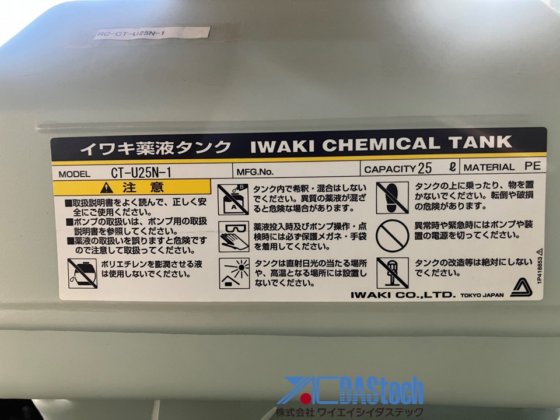 RC-CT-U25N-1
イワキ薬液タンク IWAKI CHEMICAL TANK
MODEL CT-U25N-1 MFG.No. CAPACITY 25 ℓ MATERIAL PE
⚠ 注意
■取扱説明書をよく読んで、正しく安
全にご使用ください。
■ポンプの取扱いは、ポンプ用の取扱
説明書を参照してください。
■薬液の取扱いを誤りますと危険です
ので注意して取扱ってください。
ポリエチレンを膨潤させる液
は使用しないでください。
タンク内で希釈・混合はしない
でください。異質の薬液が混ざ
ると危険な場合があります。
薬液投入時及びポンプ操作・点
検時には必ず保護メガネ・手袋
を着用してください。
タンクは直射日光の当たる場所
や、高温となる場所には設置し
ないでください。
タンクの上に乗ったり、物を置
かないでください。転倒や破損
の危険があります。
異常時や緊急時にはポンプや装
置の電源を切ってください。
タンクの改造等は絶対にしない
でください。
IWAKI CO.,LTD. TOKYO JAPAN
1P418853
DAStech
株式会社ワイエイシイダステック